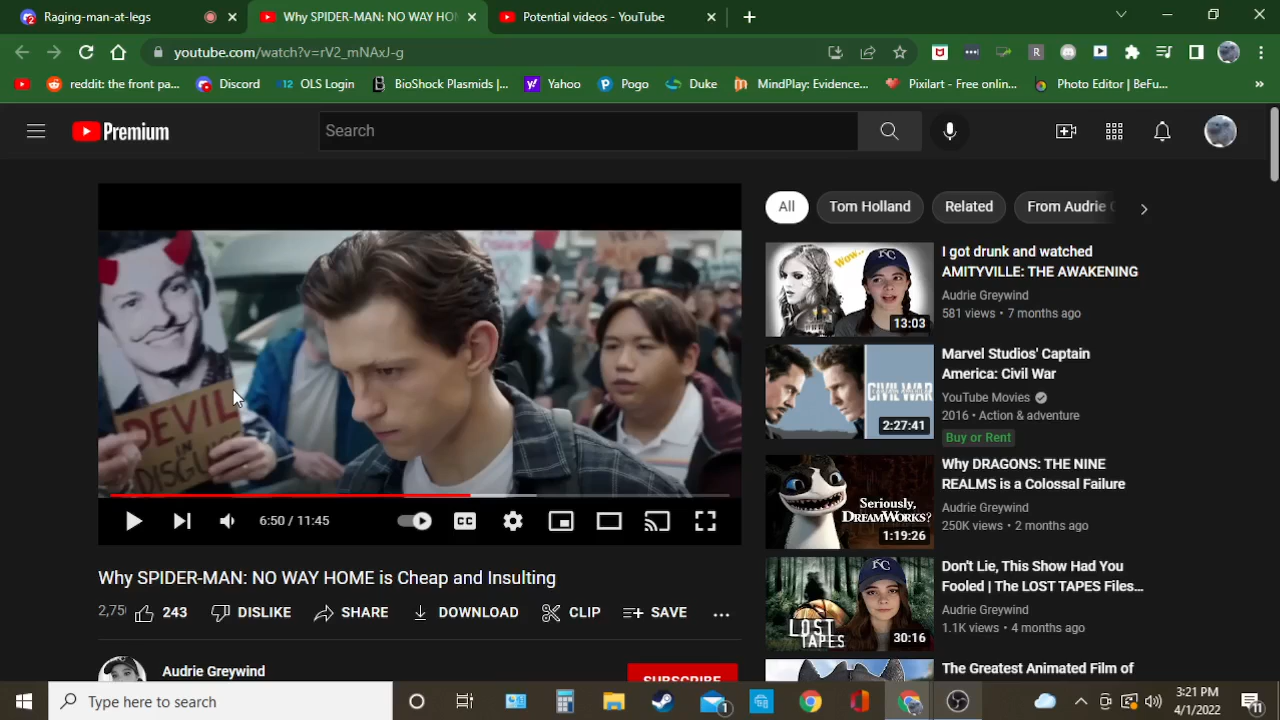 Raging-man-at-legs
Why SPIDER-MAN: NO WAY HO
Potential videos - YouTube
youtube.com/watch?v=rV2_mNAxJ-g
reddit: the front pa...
Discord
OLS Login
BioShock Plasmids |...
Yahoo
Pogo
Duke
MindPlay: Evidence...
Pixilart - Free onlin...
Photo Editor | BeFu...
Premium
Search
All
Tom Holland
Related
From Audrie G
DEVIL
IN
DISGU
6:50 / 11:45
CC
Why SPIDER-MAN: NO WAY HOME is Cheap and Insulting
243
DISLIKE
SHARE
DOWNLOAD
CLIP
SAVE
Audrie Greywind
SUBSCRIBE
Wow..
KC
13:03
I got drunk and watched
AMITYVILLE: THE AWAKENING
Audrie Greywind
581 views • 7 months ago
CIVIL WAR
2:27:41
Marvel Studios' Captain
America: Civil War
YouTube Movies
2016 • Action & adventure
Buy or Rent
Seriously,
DREAMWORKS?
1:19:26
Why DRAGONS: THE NINE
REALMS is a Colossal Failure
Audrie Greywind
250K views • 2 months ago
LOST
TAPES
30:16
Don't Lie, This Show Had You
Fooled | The LOST TAPES Files...
Audrie Greywind
1.1K views • 4 months ago
The Greatest Animated Film of
Type here to search
1
3:21 PM
4/1/2022
11